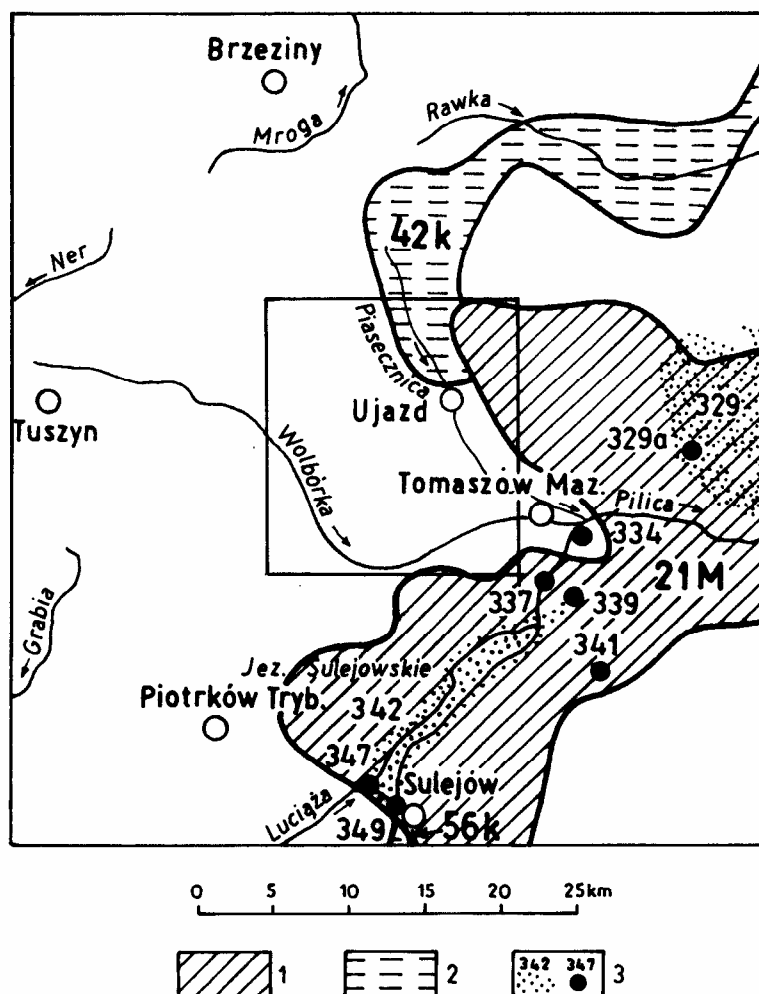 Brzeziny
Mroga
Rawka
42k
Ner
Piasecznica
Ujazd
Tuszyn
329
329a
Wolbórka
Tomaszów Maz.
Pilica
334
21M
337
339
Grabia
341
Jez. Sulejowskie
Piotrków Tryb.
342
347
Sulejów
Luciąża
349
56k
0 5 10 15 20 25km
1
2
342 347 3